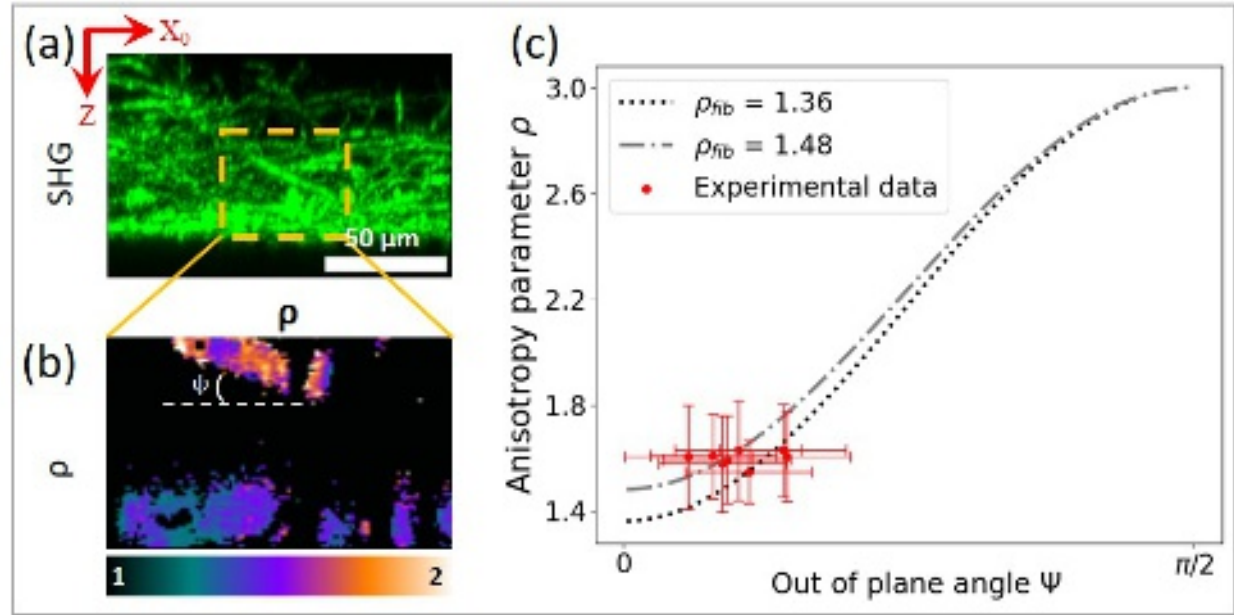 (a)
X₀
Z
SHG
50 μm
ρ
(b)
ψ
ρ
1 2
(c)
ρfib = 1.36
ρfib = 1.48
Experimental data
Anisotropy parameter ρ
3.0
2.6
2.2
1.8
1.4
0
π/2
Out of plane angle Ψ